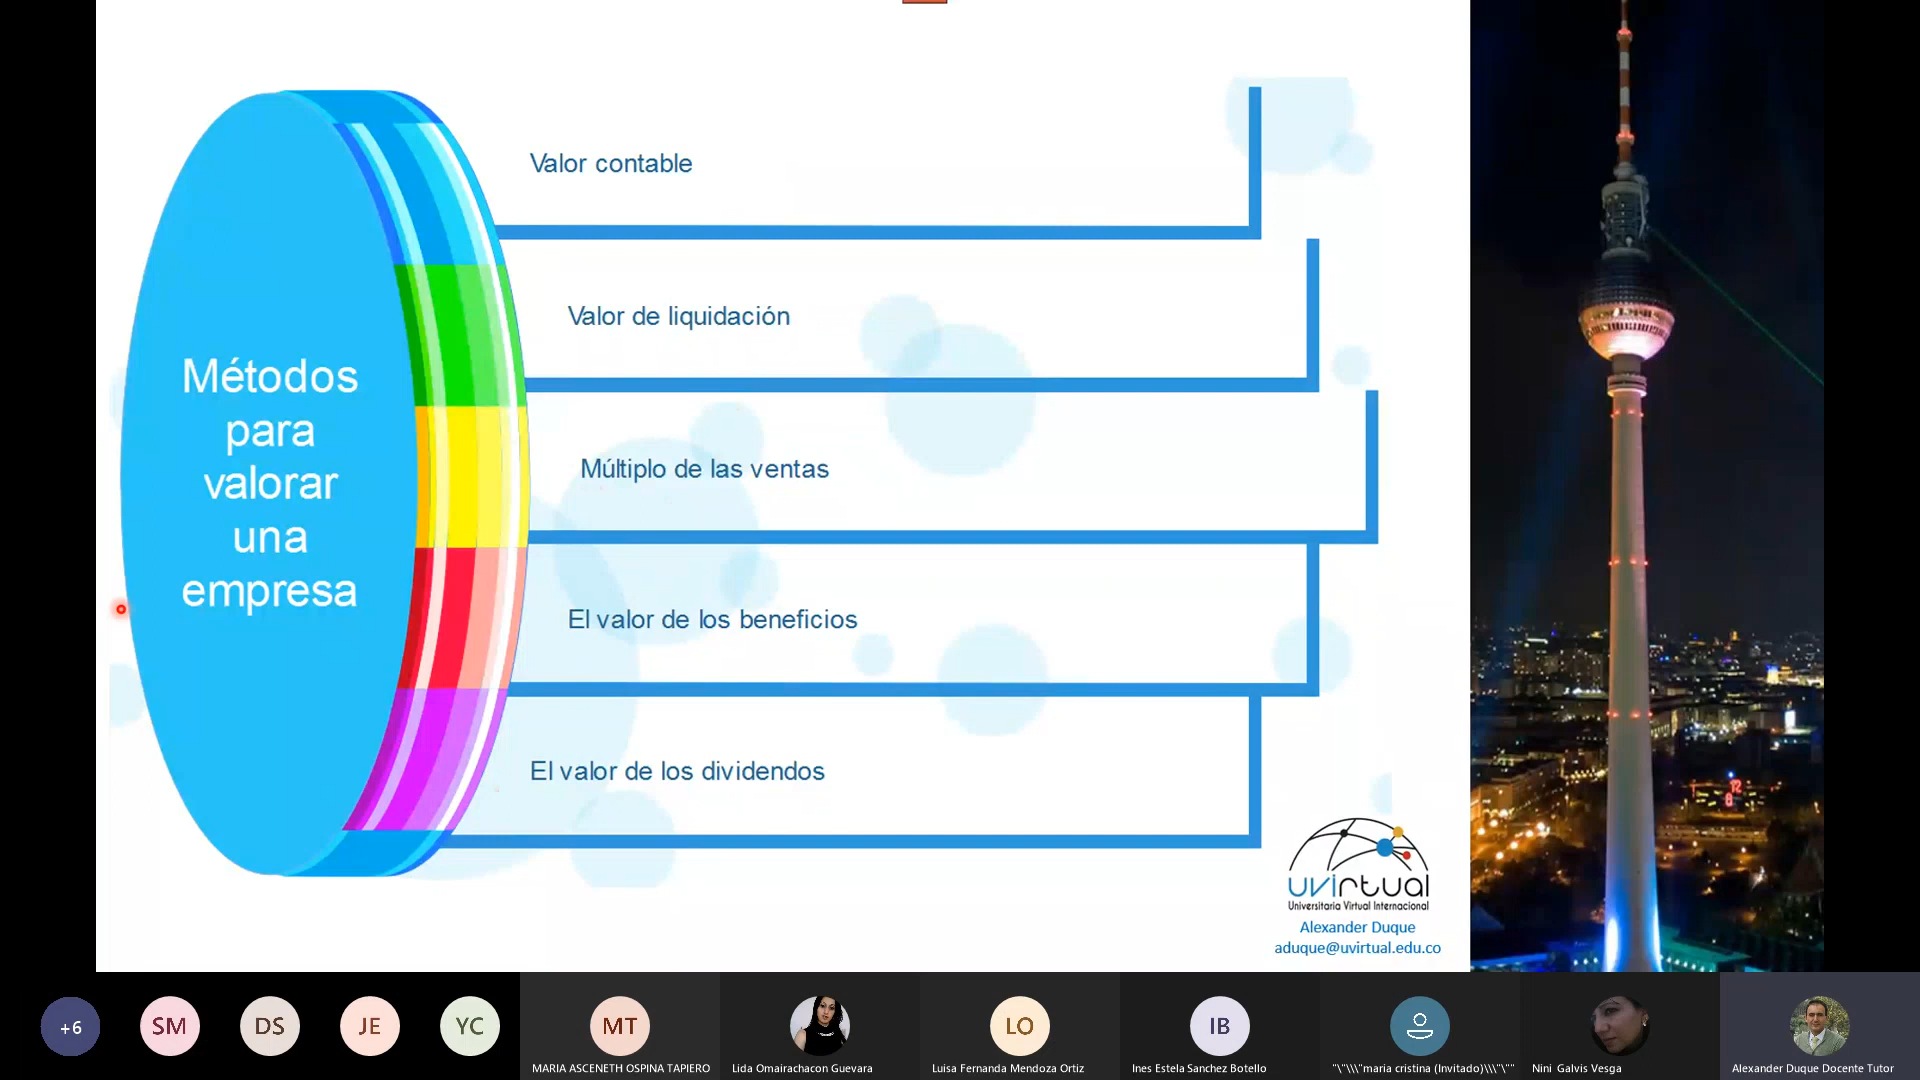 Métodos
para
valorar
una
empresa
Valor contable
Valor de liquidación
Múltiplo de las ventas
El valor de los beneficios
El valor de los dividendos
uvirtual
Universitaria Virtual Internacional
Alexander Duque
aduque@uvirtual.edu.co
+6
SM
DS
JE
YC
MT
LO
IB
MARIA ASCENETH OSPINA TAPIERO
Lida Omairachacon Guevara
Luisa Fernanda Mendoza Ortiz
Ines Estela Sanchez Botello
"\"\\\"maria cristina (Invitado)\\\"\""
Nini Galvis Vesga
Alexander Duque Docente Tutor